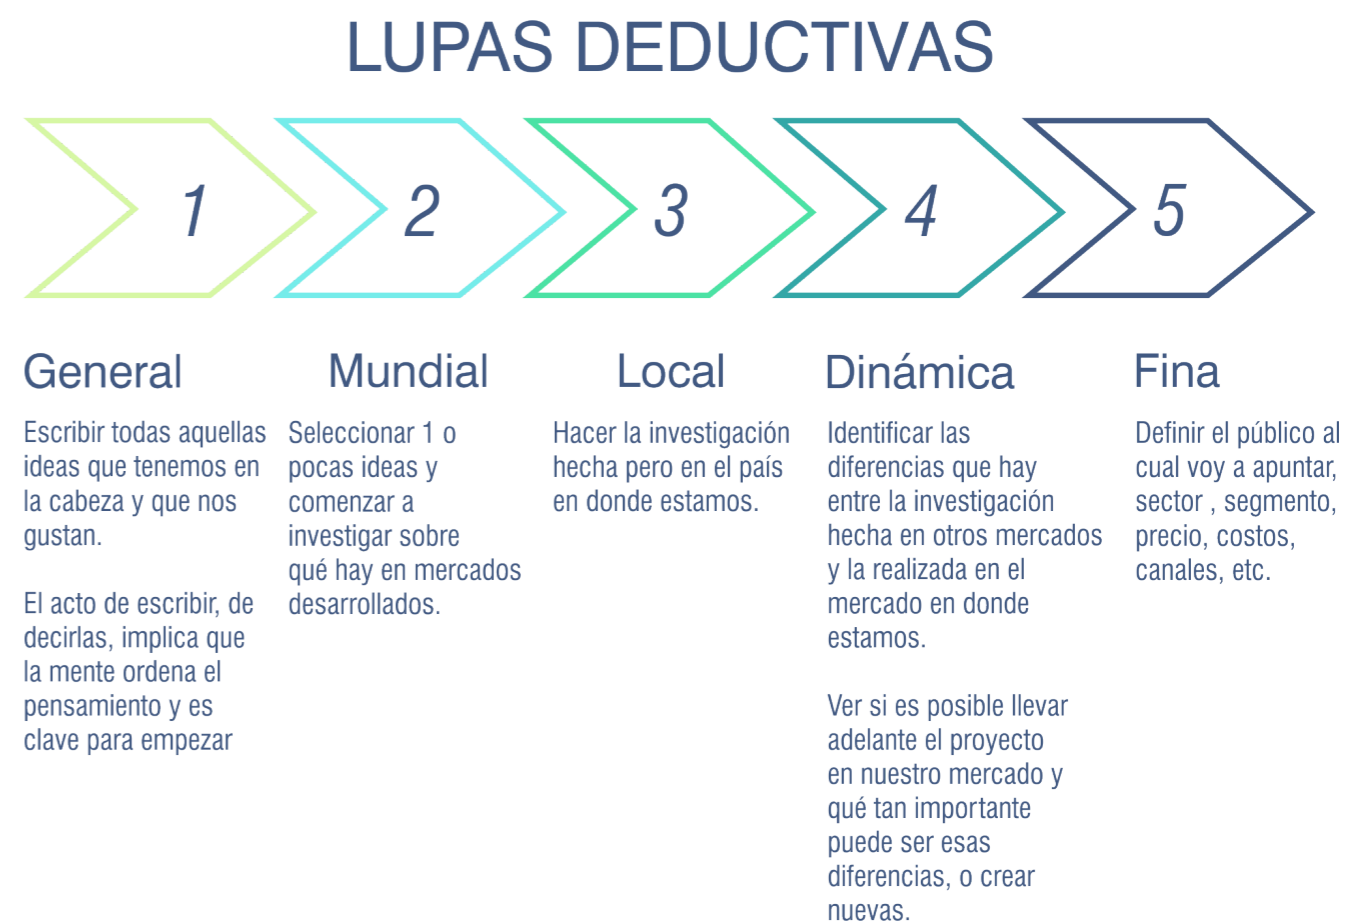 LUPAS DEDUCTIVAS
1
2
3
4
5
General
Escribir todas aquellas
ideas que tenemos en
la cabeza y que nos
gustan.
El acto de escribir, de
decirlas, implica que
la mente ordena el
pensamiento y es
clave para empezar
Mundial
Seleccionar 1 o
pocas ideas y
comenzar a
investigar sobre
qué hay en mercados
desarrollados.
Local
Hacer la investigación
hecha pero en el país
en donde estamos.
Dinámica
Identificar las
diferencias que hay
entre la investigación
hecha en otros mercados
y la realizada en el
mercado en donde
estamos.
Ver si es posible llevar
adelante el proyecto
en nuestro mercado y
qué tan importante
puede ser esas
diferencias, o crear
nuevas.
Fina
Definir el público al
cual voy a apuntar,
sector , segmento,
precio, costos,
canales, etc.